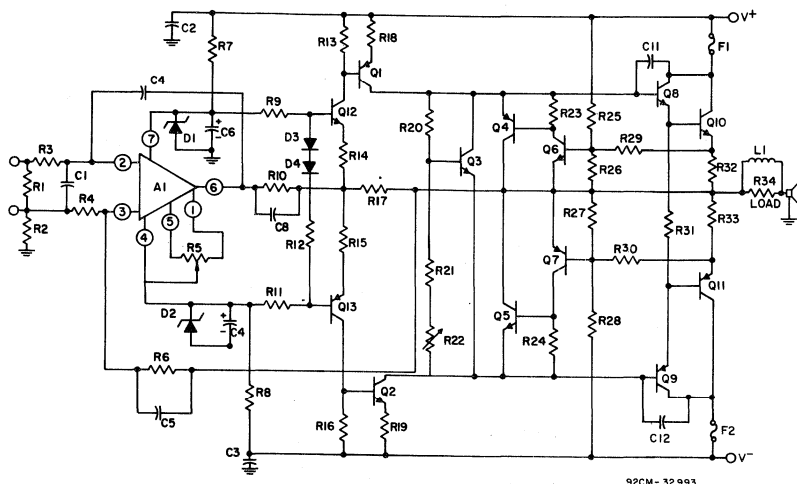 C2
R7
R13
R18
V+
F1
C11
C4
Q1
Q8
R9
Q12
R23
R25
Q10
R3
7
D1
+
-
C6
D3
R20
Q4
Q3
Q6
R29
R1
C1
2
A1
6
D4
R14
R26
R32
L1
R4
R10
R17
R34
LOAD
3
1
C8
R12
R27
R33
R2
4
5
R5
R15
R31
Q7
R30
R21
Q11
D2
+
-
C4
R11
Q13
Q5
R24
R28
R22
Q9
R6
Q2
C5
R8
C12
F2
R16
R19
C3
V-
92CM-32993